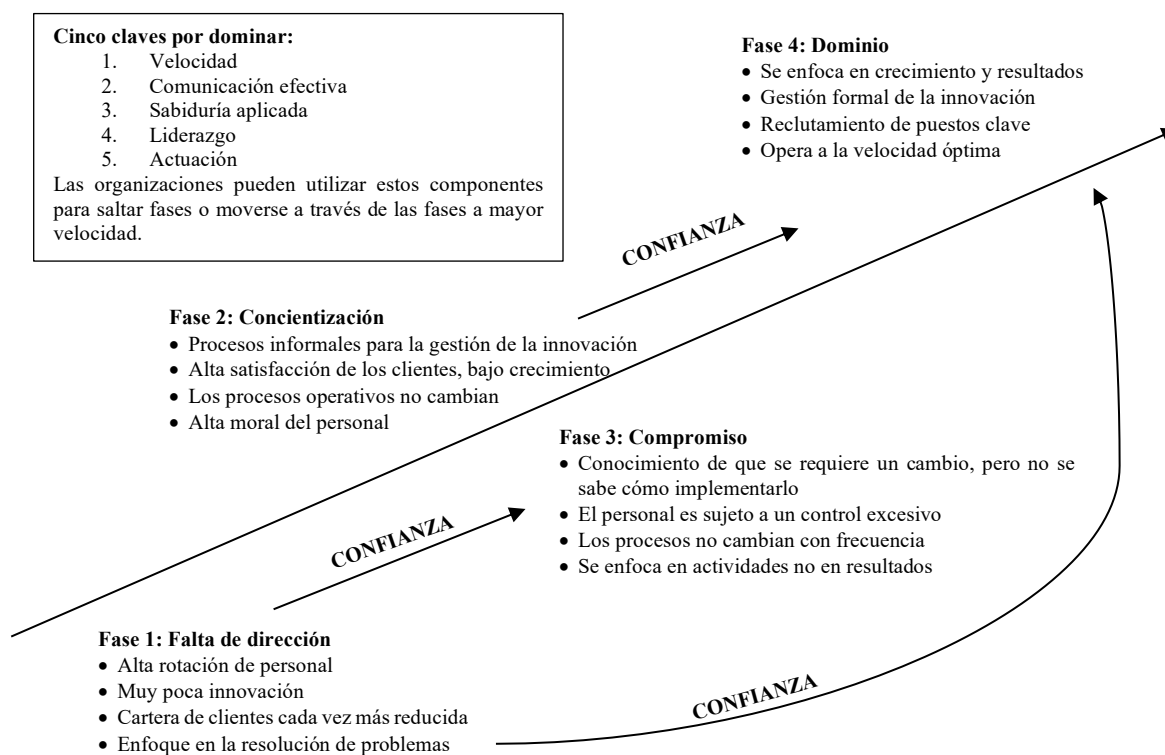 Cinco claves por dominar:
1. Velocidad
2. Comunicación efectiva
3. Sabiduría aplicada
4. Liderazgo
5. Actuación
Las organizaciones pueden utilizar estos componentes
para saltar fases o moverse a través de las fases a mayor
velocidad.
Fase 4: Dominio
• Se enfoca en crecimiento y resultados
• Gestión formal de la innovación
• Reclutamiento de puestos clave
• Opera a la velocidad óptima
CONFIANZA
Fase 2: Concientización
• Procesos informales para la gestión de la innovación
• Alta satisfacción de los clientes, bajo crecimiento
• Los procesos operativos no cambian
• Alta moral del personal
Fase 3: Compromiso
• Conocimiento de que se requiere un cambio, pero no se
sabe cómo implementarlo
• El personal es sujeto a un control excesivo
• Los procesos no cambian con frecuencia
• Se enfoca en actividades no en resultados
CONFIANZA
Fase 1: Falta de dirección
• Alta rotación de personal
• Muy poca innovación
• Cartera de clientes cada vez más reducida
• Enfoque en la resolución de problemas
CONFIANZA